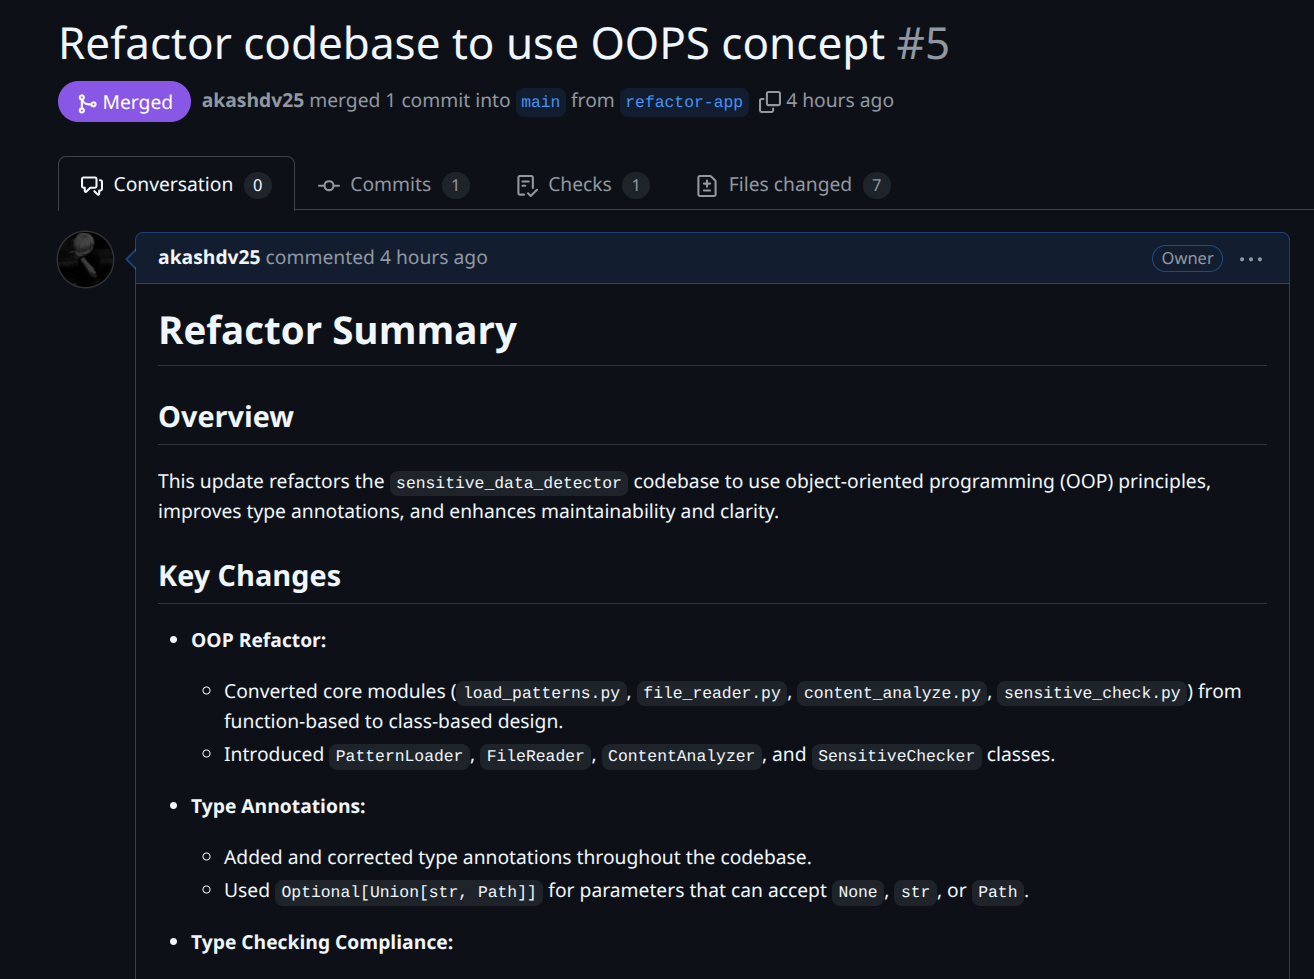 Refactor codebase to use OOPS concept #5
Merged akashdv25 merged 1 commit into main from refactor-app 4 hours ago
Conversation 0 Commits 1 Checks 1 Files changed 7
akashdv25 commented 4 hours ago Owner
Refactor Summary
Overview
This update refactors the sensitive_data_detector codebase to use object-oriented programming (OOP) principles,
improves type annotations, and enhances maintainability and clarity.
Key Changes
OOP Refactor:
Converted core modules (load_patterns.py, file_reader.py, content_analyze.py, sensitive_check.py) from
function-based to class-based design.
Introduced PatternLoader, FileReader, ContentAnalyzer, and SensitiveChecker classes.
Type Annotations:
Added and corrected type annotations throughout the codebase.
Used Optional[Union[str, Path]] for parameters that can accept None, str, or Path.
Type Checking Compliance: